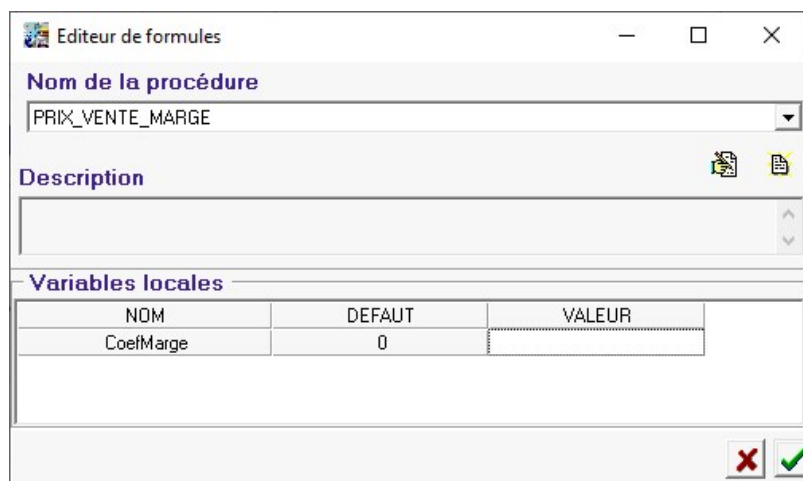 Editeur de formules
Nom de la procédure
PRIX_VENTE_MARGE
Description
Variables locales
NOM DEFAUT VALEUR
CoefMarge 0